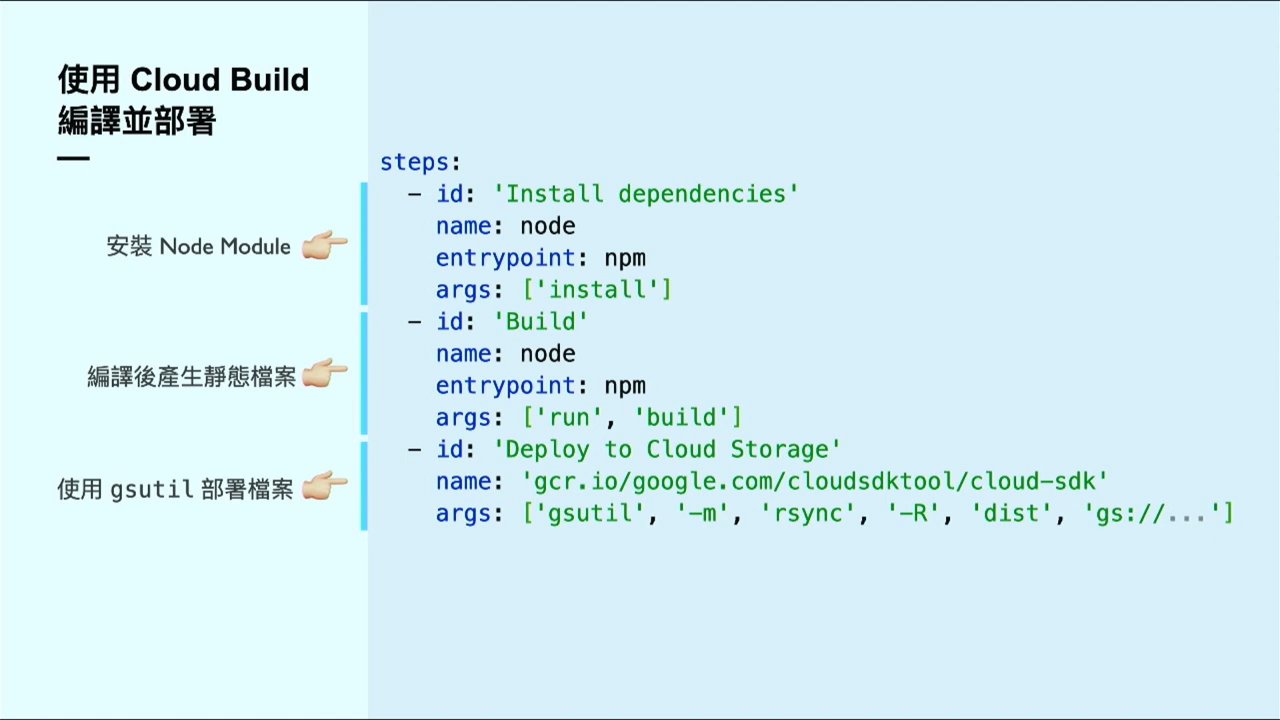 使用 Cloud Build
編譯並部署
steps:
- id: 'Install dependencies'
name: node
安裝 Node Module
entrypoint: npm
args: ['install']
- id: 'Build'
name: node
編譯後產生靜態檔案
entrypoint: npm
args: ['run', 'build']
- id: 'Deploy to Cloud Storage'
使用 gsutil 部署檔案
name: 'gcr.io/google.com/cloudsdktool/cloud-sdk'
args: ['gsutil', '-m', 'rsync', '-R', 'dist', 'gs://...']